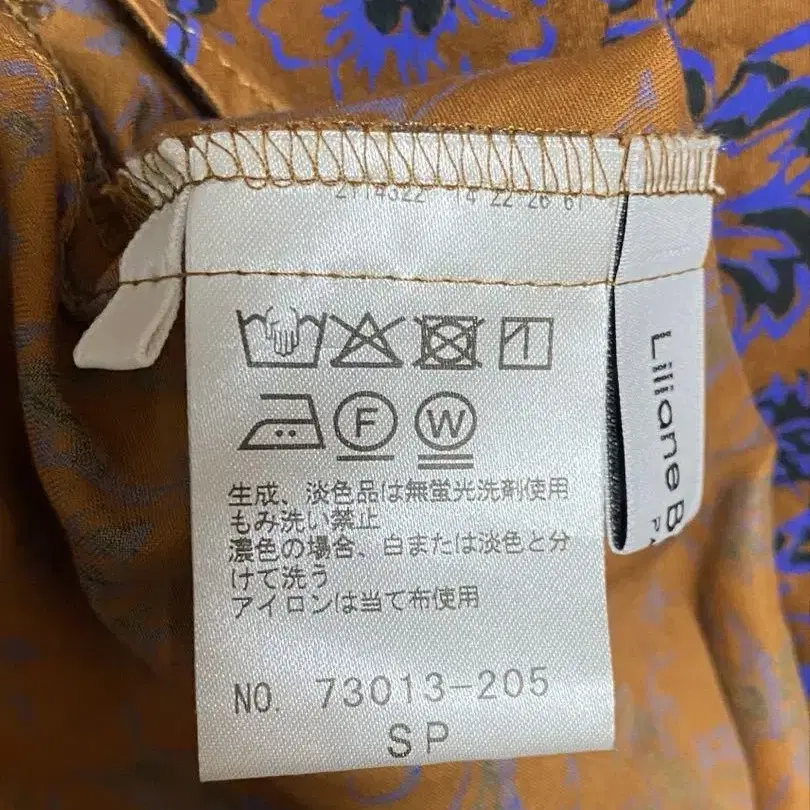 F
W
生成、淡色品は無蛍光洗剤使用
もみ洗い禁止
濃色の場合、白または淡色と分
けて洗う
アイロンは当て布使用
NO. 73013-205
SP
Liliane B